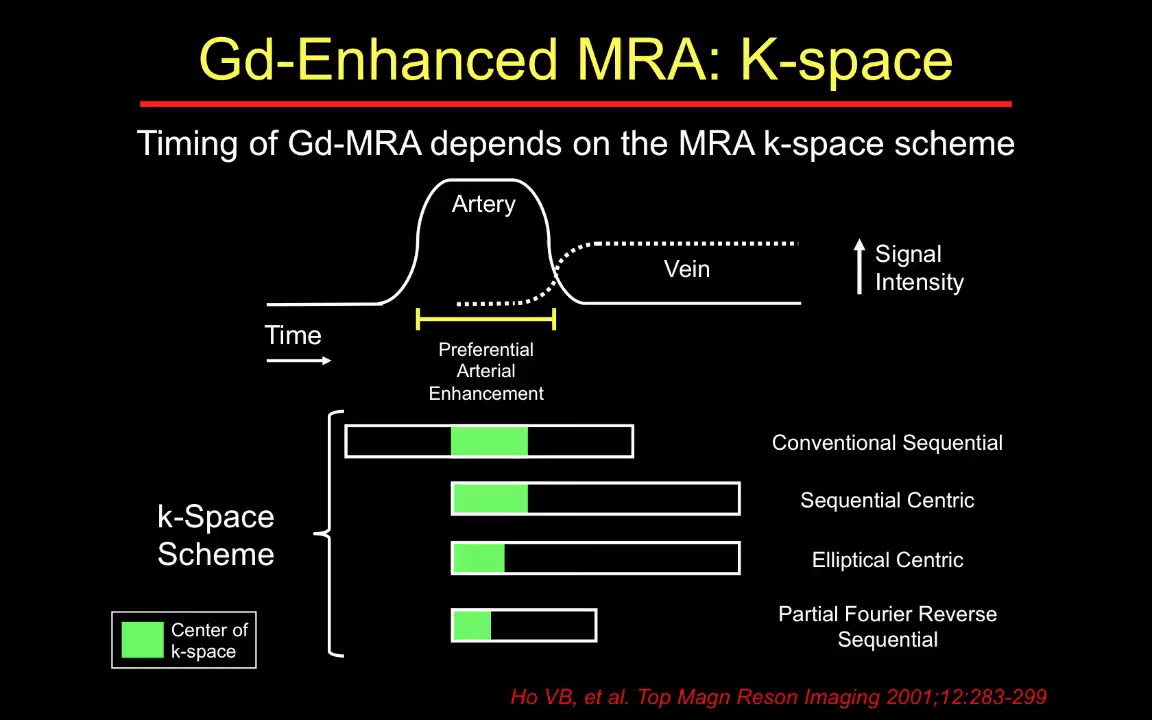 Gd-Enhanced MRA: K-space
Timing of Gd-MRA depends on the MRA k-space scheme
Artery
Vein
Signal
Intensity
Time
Preferential
Arterial
Enhancement
Conventional Sequential
Sequential Centric
k-Space
Scheme
Elliptical Centric
Partial Fourier Reverse
Sequential
Center of
k-space
Ho VB, et al. Top Magn Reson Imaging 2001;12:283-299